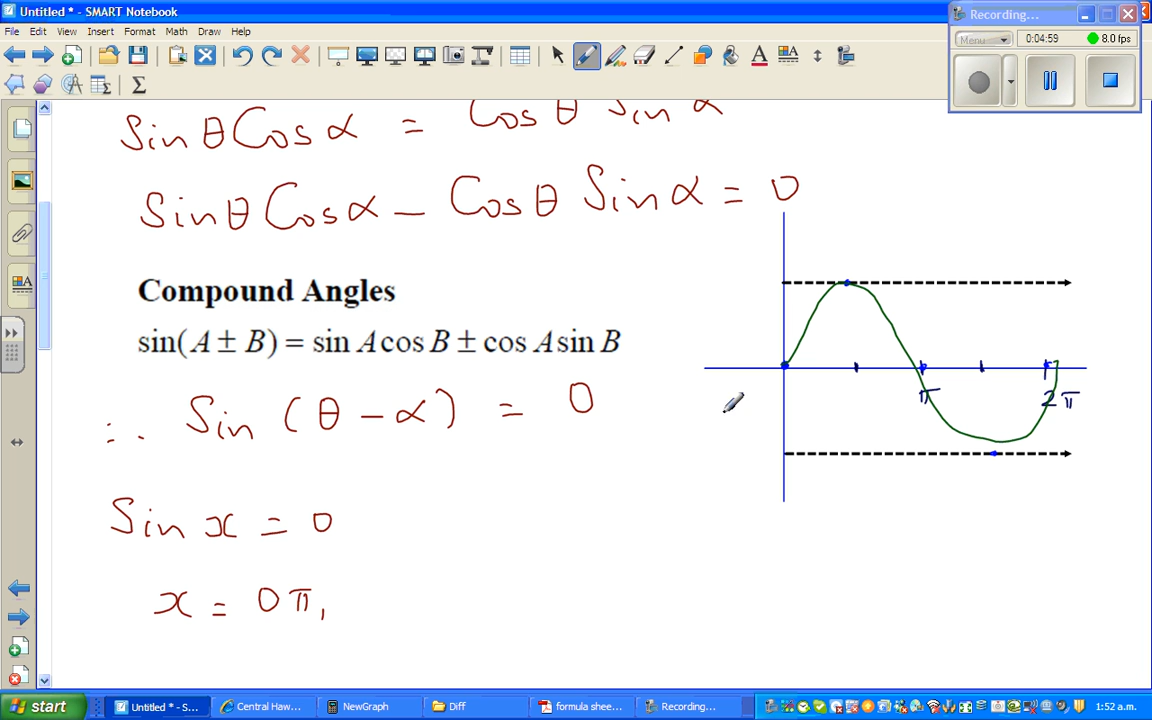 Untitled * - SMART Notebook
Recording...
File Edit View Insert Format Math Draw Help
Menu 0:04:59 8.0 fps
Sin θ Cos α = Cos θ Sin α
Sin θ Cos α – Cos θ Sin α = 0
Compound Angles
sin(A ± B) = sin A cos B ± cos A sin B
π 2π
∴ Sin (θ – α) = 0
Sin x = 0
x = 0π,
start Untitled * - S... Central Haw... NewGraph Diff formula shee... Recording... 1:52 a.m.